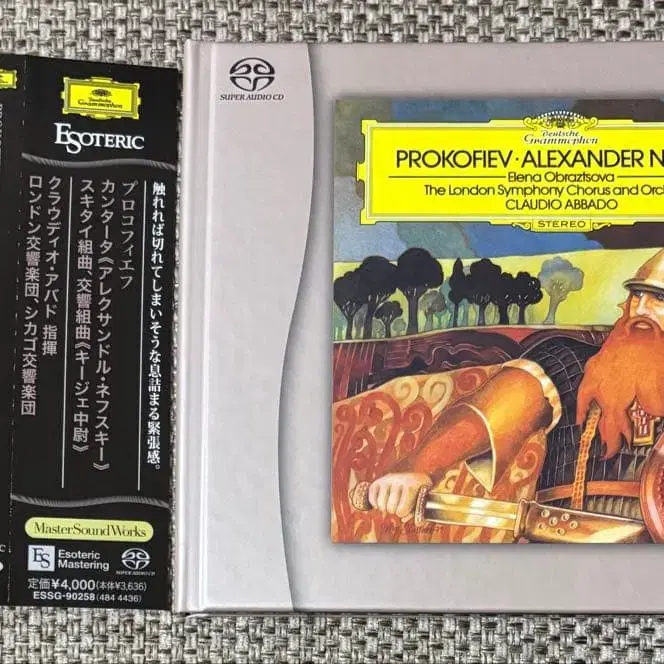 Deutsche
Grammophon
ESOTERIC
触れれば切れてしまいそうな息詰まる緊張感。
プロコフィエフ
カンタータ《アレクサンドル・ネフスキー》
スキタイ組曲、交響組曲《キージェ中尉》
クラウディオ・アバド 指揮
ロンドン交響楽団、シカゴ交響楽団
MasterSoundWorks
ES
Esoteric
Mastering
SUPER AUDIO CD
定価¥4,000(本体¥3,636)
ESSG-90258 (484 4436)
SUPER AUDIO CD
Deutsche
Grammophon
PROKOFIEV·ALEXANDER N
Elena Obraztsova
The London Symphony Chorus and Orc
CLAUDIO ABBADO
STEREO